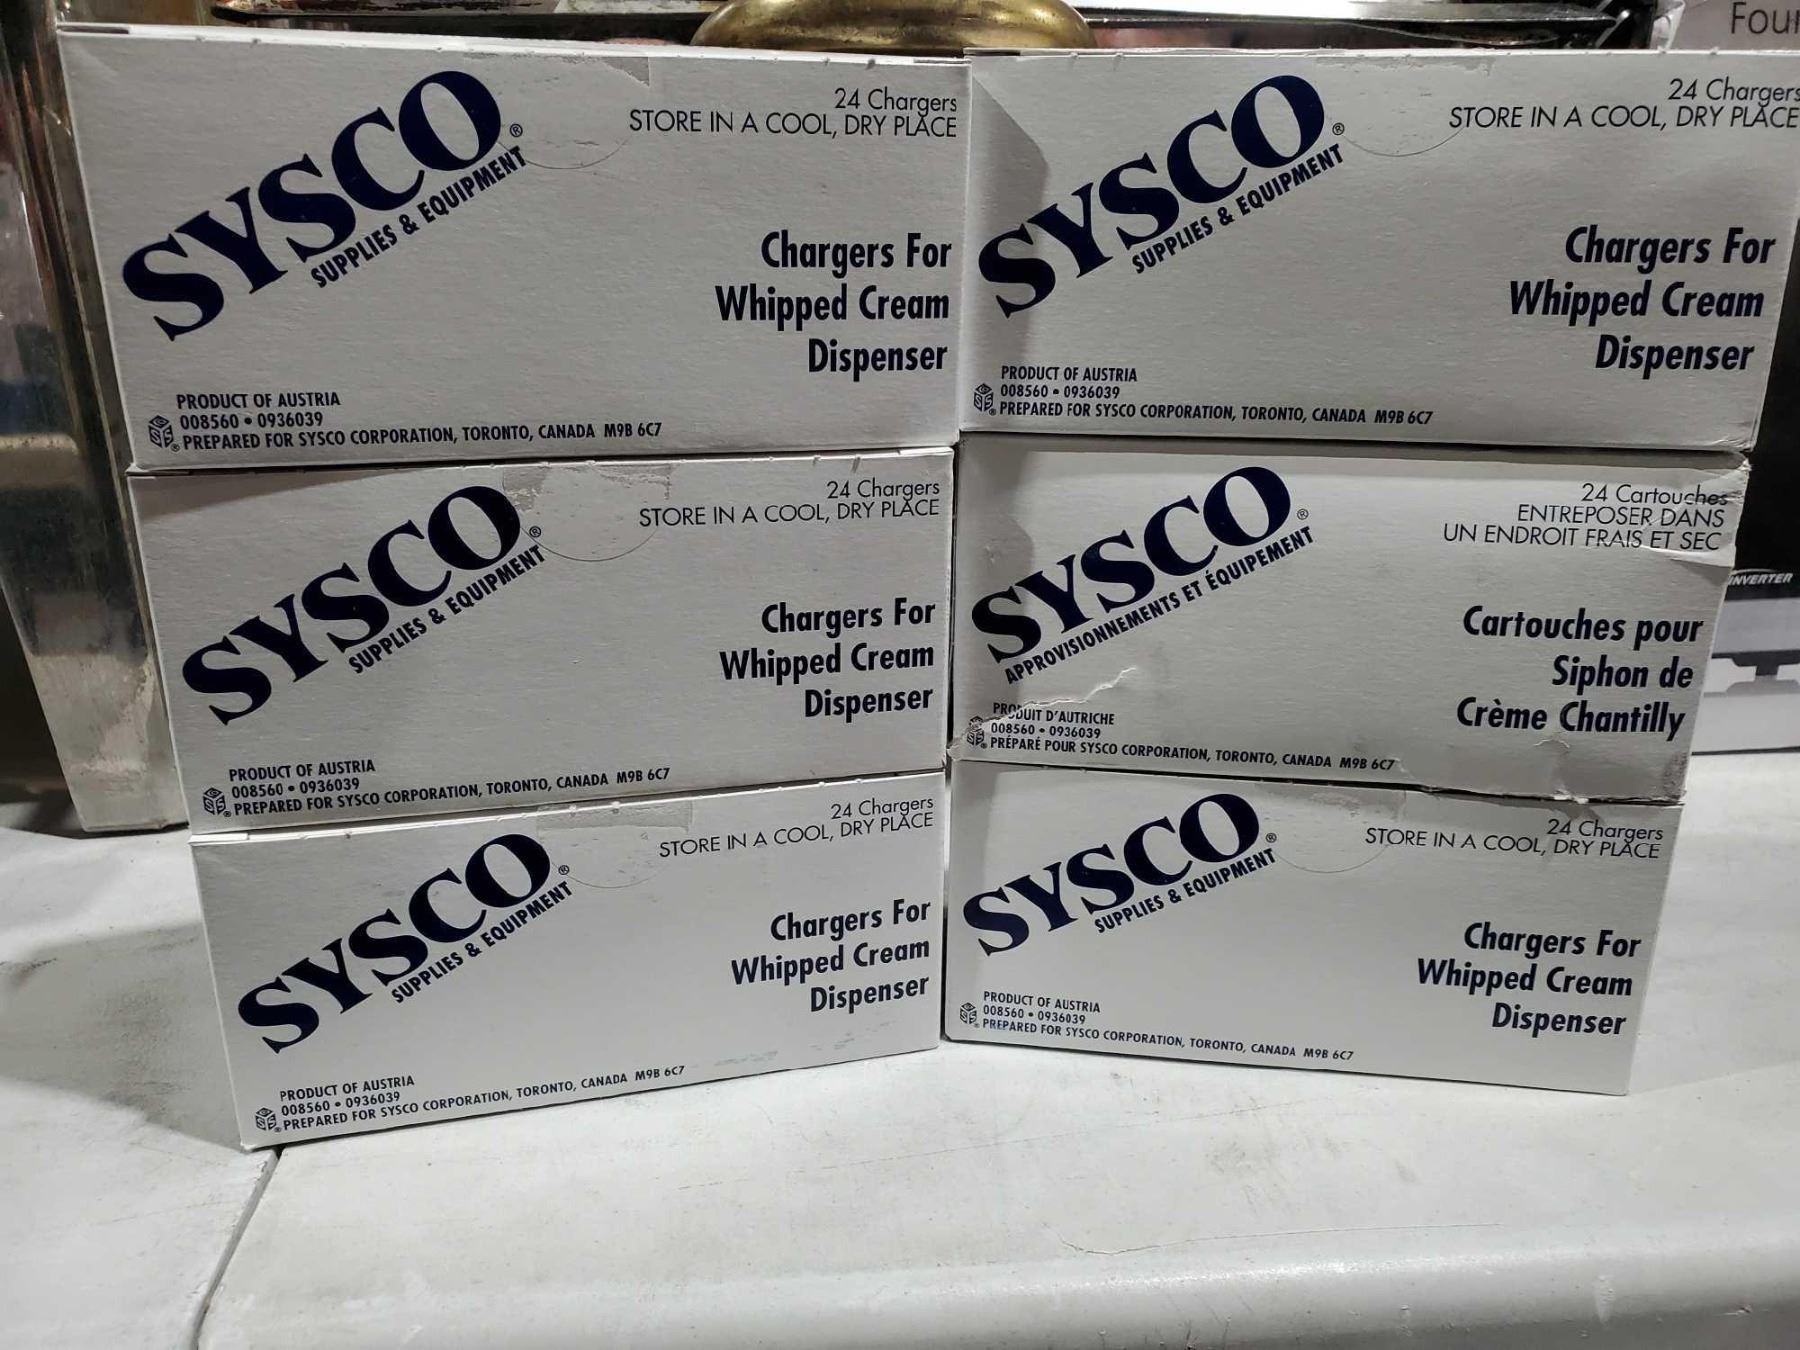 Four
24 Chargers
STORE IN A COOL, DRY PLACE
SYSCO®
SUPPLIES & EQUIPMENT
Chargers For
Whipped Cream
Dispenser
PRODUCT OF AUSTRIA
008560 • 0936039
PREPARED FOR SYSCO CORPORATION, TORONTO, CANADA M9B 6C7
24 Chargers
STORE IN A COOL, DRY PLACE
SYSCO®
SUPPLIES & EQUIPMENT
Chargers For
Whipped Cream
Dispenser
PRODUCT OF AUSTRIA
008560 • 0936039
PREPARED FOR SYSCO CORPORATION, TORONTO, CANADA M9B 6C7
24 Chargers
STORE IN A COOL, DRY PLACE
SYSCO®
SUPPLIES & EQUIPMENT
Chargers For
Whipped Cream
Dispenser
PRODUCT OF AUSTRIA
008560 • 0936039
PREPARED FOR SYSCO CORPORATION, TORONTO, CANADA M9B 6C7
24 Cartouches
ENTREPOSER DANS
UN ENDROIT FRAIS ET SEC
SYSCO®
APPROVISIONNEMENTS ET ÉQUIPEMENT
Cartouches pour
Siphon de
Crème Chantilly
PRODUIT D'AUTRICHE
008560 • 0936039
PRÉPARÉ POUR SYSCO CORPORATION, TORONTO, CANADA M9B 6C7
INVERTER
24 Chargers
STORE IN A COOL, DRY PLACE
SYSCO®
SUPPLIES & EQUIPMENT
Chargers For
Whipped Cream
Dispenser
PRODUCT OF AUSTRIA
008560 • 0936039
PREPARED FOR SYSCO CORPORATION, TORONTO, CANADA M9B 6C7
24 Chargers
STORE IN A COOL, DRY PLACE
SYSCO®
SUPPLIES & EQUIPMENT
Chargers For
Whipped Cream
Dispenser
PRODUCT OF AUSTRIA
008560 • 0936039
PREPARED FOR SYSCO CORPORATION, TORONTO, CANADA M9B 6C7